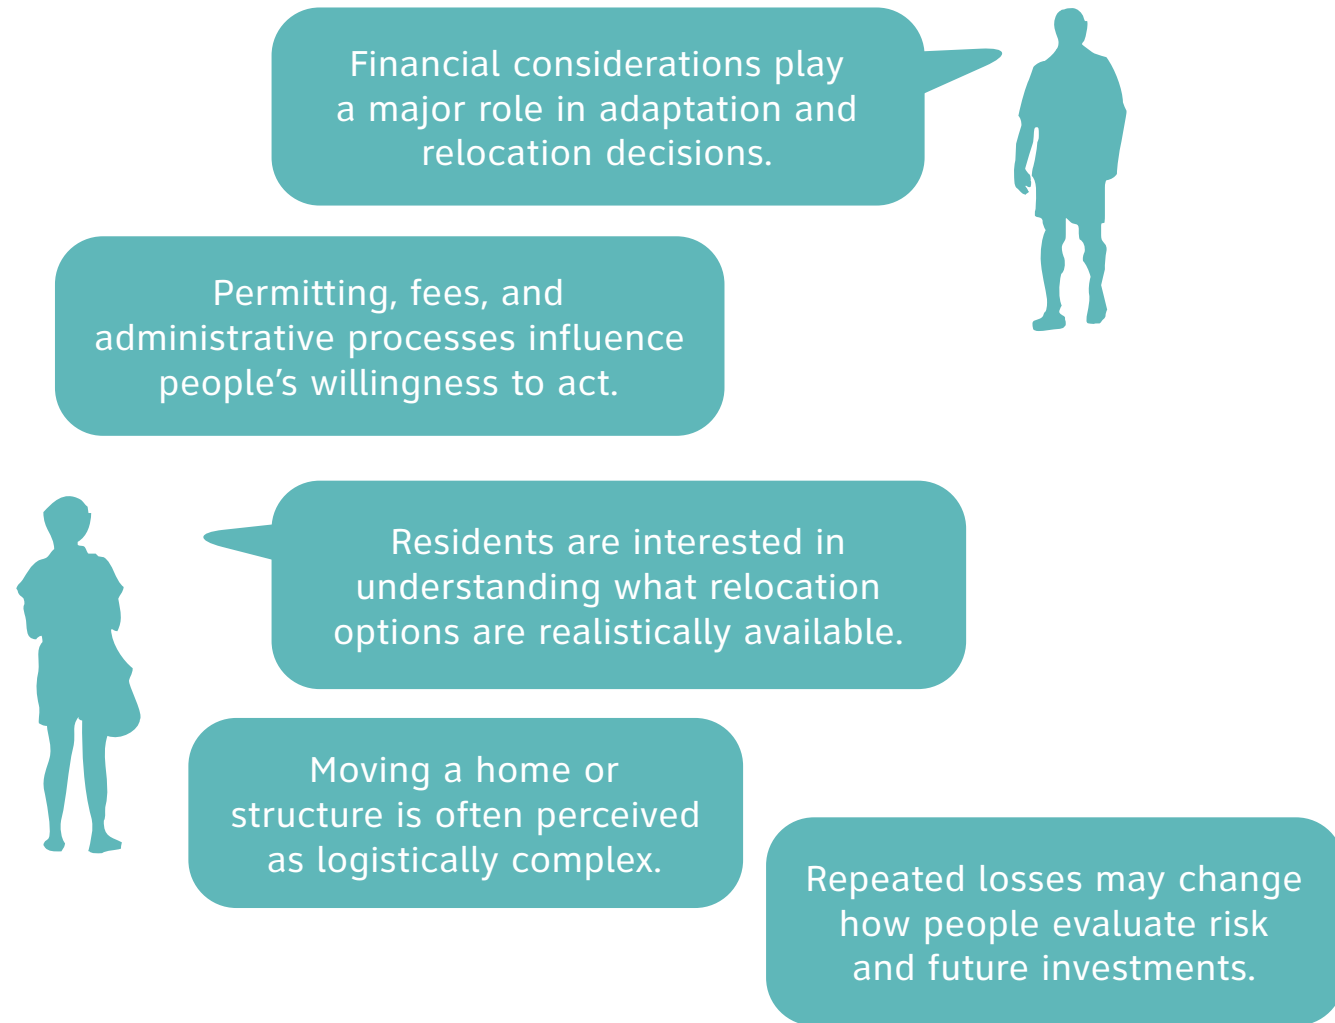 Financial considerations play
a major role in adaptation and
relocation decisions.
Permitting, fees, and
administrative processes influence
people’s willingness to act.
Residents are interested in
understanding what relocation
options are realistically available.
Moving a home or
structure is often perceived
as logistically complex.
Repeated losses may change
how people evaluate risk
and future investments.